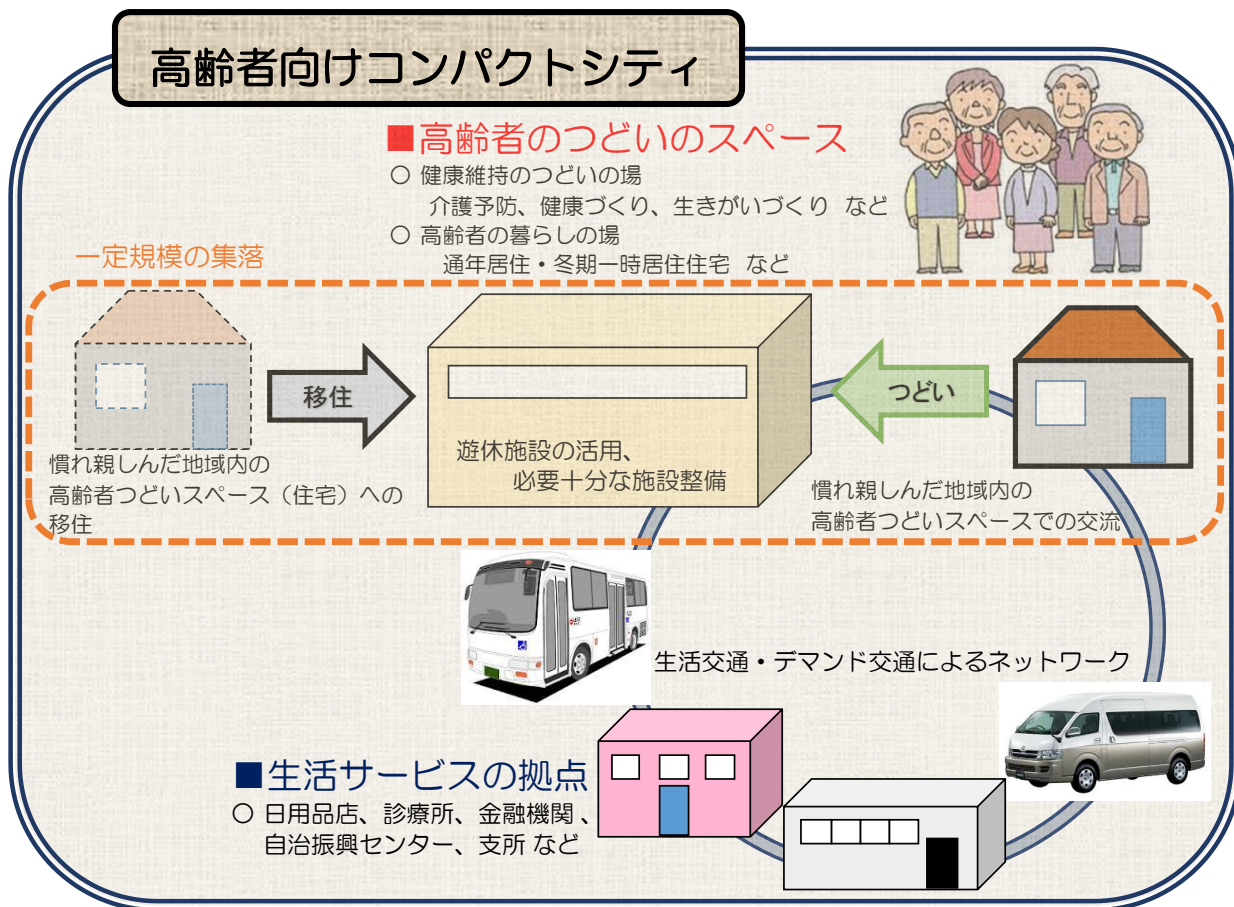 高齢者向けコンパクトシティ
■高齢者のつどいのスペース
○ 健康維持のつどいの場
介護予防、健康づくり、生きがいづくり など
○ 高齢者の暮らしの場
通年居住・冬期一時居住住宅 など
一定規模の集落
移住
つどい
遊休施設の活用、
必要十分な施設整備
慣れ親しんだ地域内の
高齢者つどいスペース（住宅）への
移住
慣れ親しんだ地域内の
高齢者つどいスペースでの交流
生活交通・デマンド交通によるネットワーク
■生活サービスの拠点
○ 日用品店、診療所、金融機関 、
自治振興センター、支所 など